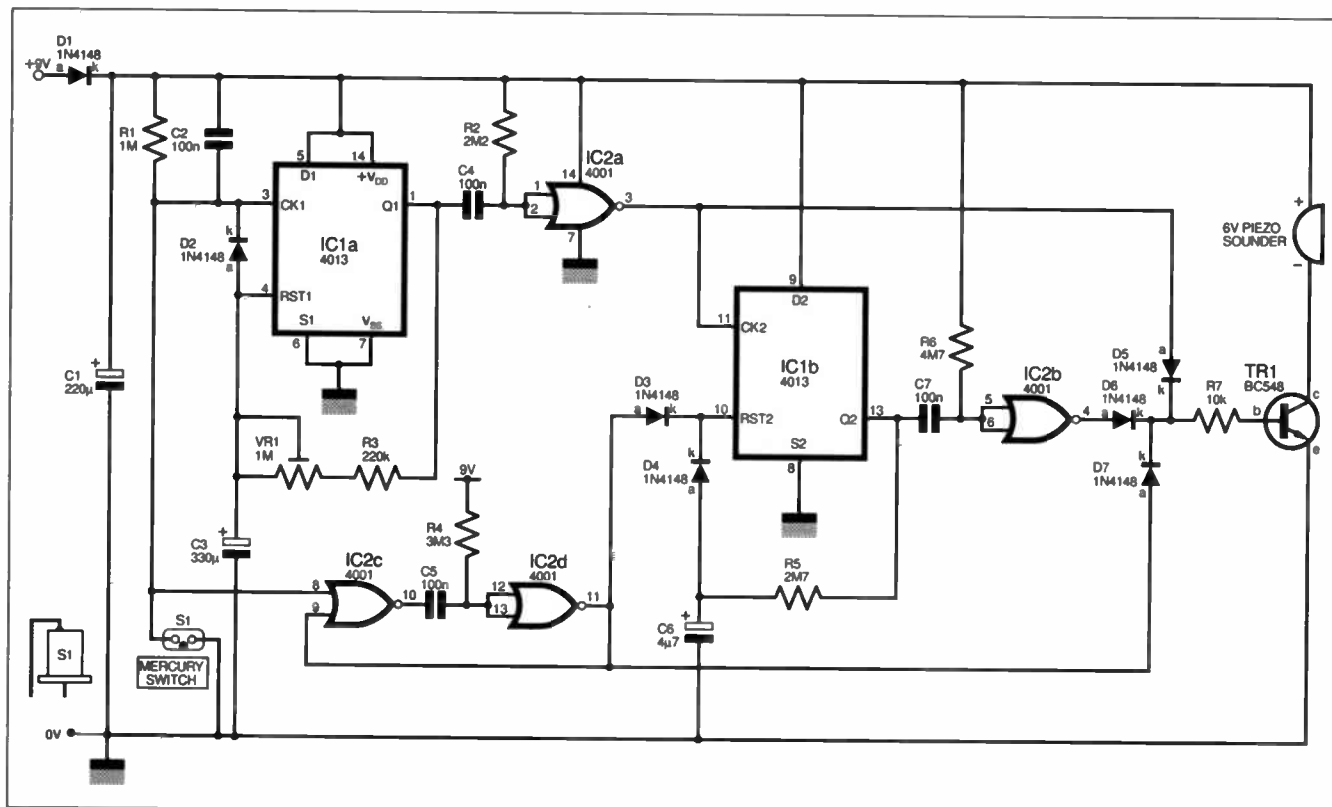 D1
1N4148
+9V
a
k
R1
1M
C2
100n
5
14
D1
+VDD
3
CK1
Q1
1
IC1a
4013
D2
1N4148
k
a
4
RST1
S1
VSS
6
7
C4
100n
R2
2M2
IC2a
4001
14
1
2
3
7
6V PIEZO
SOUNDER
+
–
C1
220µ
+
VR1
1M
R3
220k
C3
330µ
+
9V
R4
3M3
IC2c
4001
8
9
10
C5
100n
IC2d
4001
12
13
11
D3
1N4148
a
k
D4
1N4148
k
a
9
D2
11
CK2
IC1b
4013
10
RST2
Q2
13
S2
8
R5
2M7
C6
4µ7
+
R6
4M7
C7
100n
IC2b
4001
5
6
4
D5
1N4148
a
k
D6
1N4148
a
k
D7
1N4148
k
a
R7
10k
TR1
BC548
b
c
e
S1
S1
MERCURY
SWITCH
0V